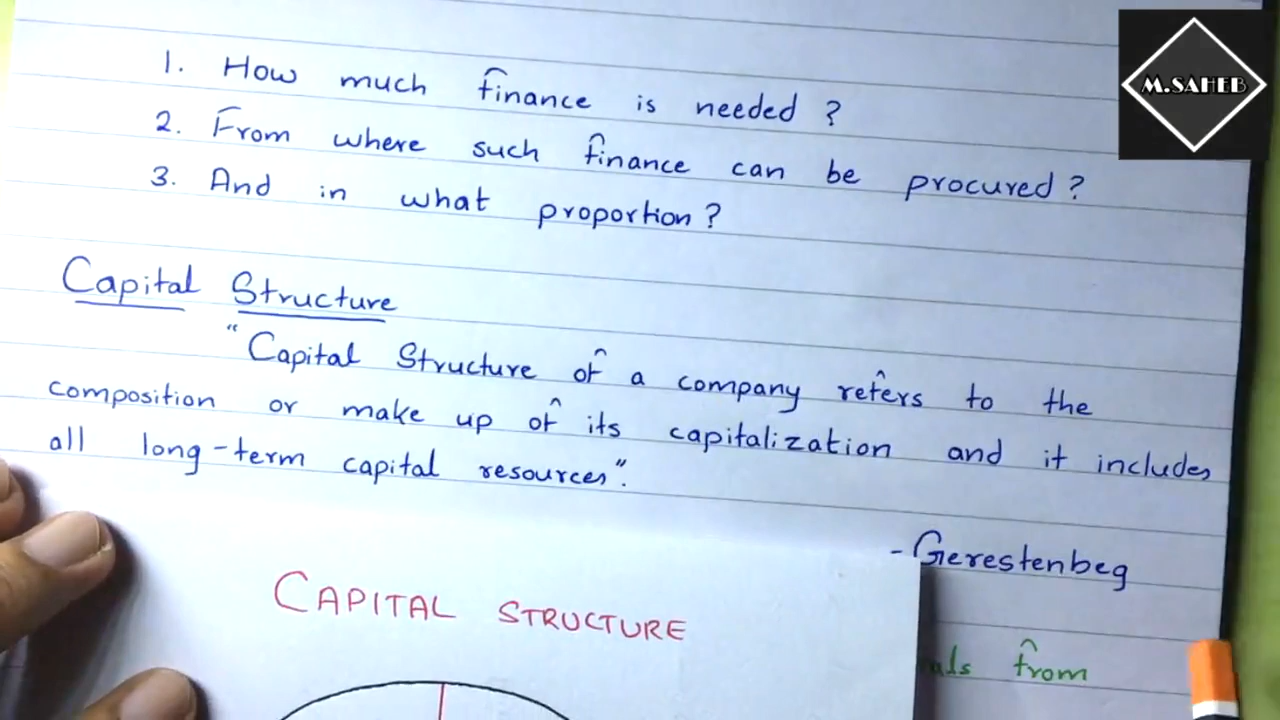 M.SAHEB
1. How much finance is needed ?
2. From where such finance can be procured ?
3. And in what proportion ?
Capital Structure
"Capital Structure of a company refers to the
composition or make up of its capitalization and it includes
all long-term capital resources".
- Gerestenbeg
CAPITAL STRUCTURE
from